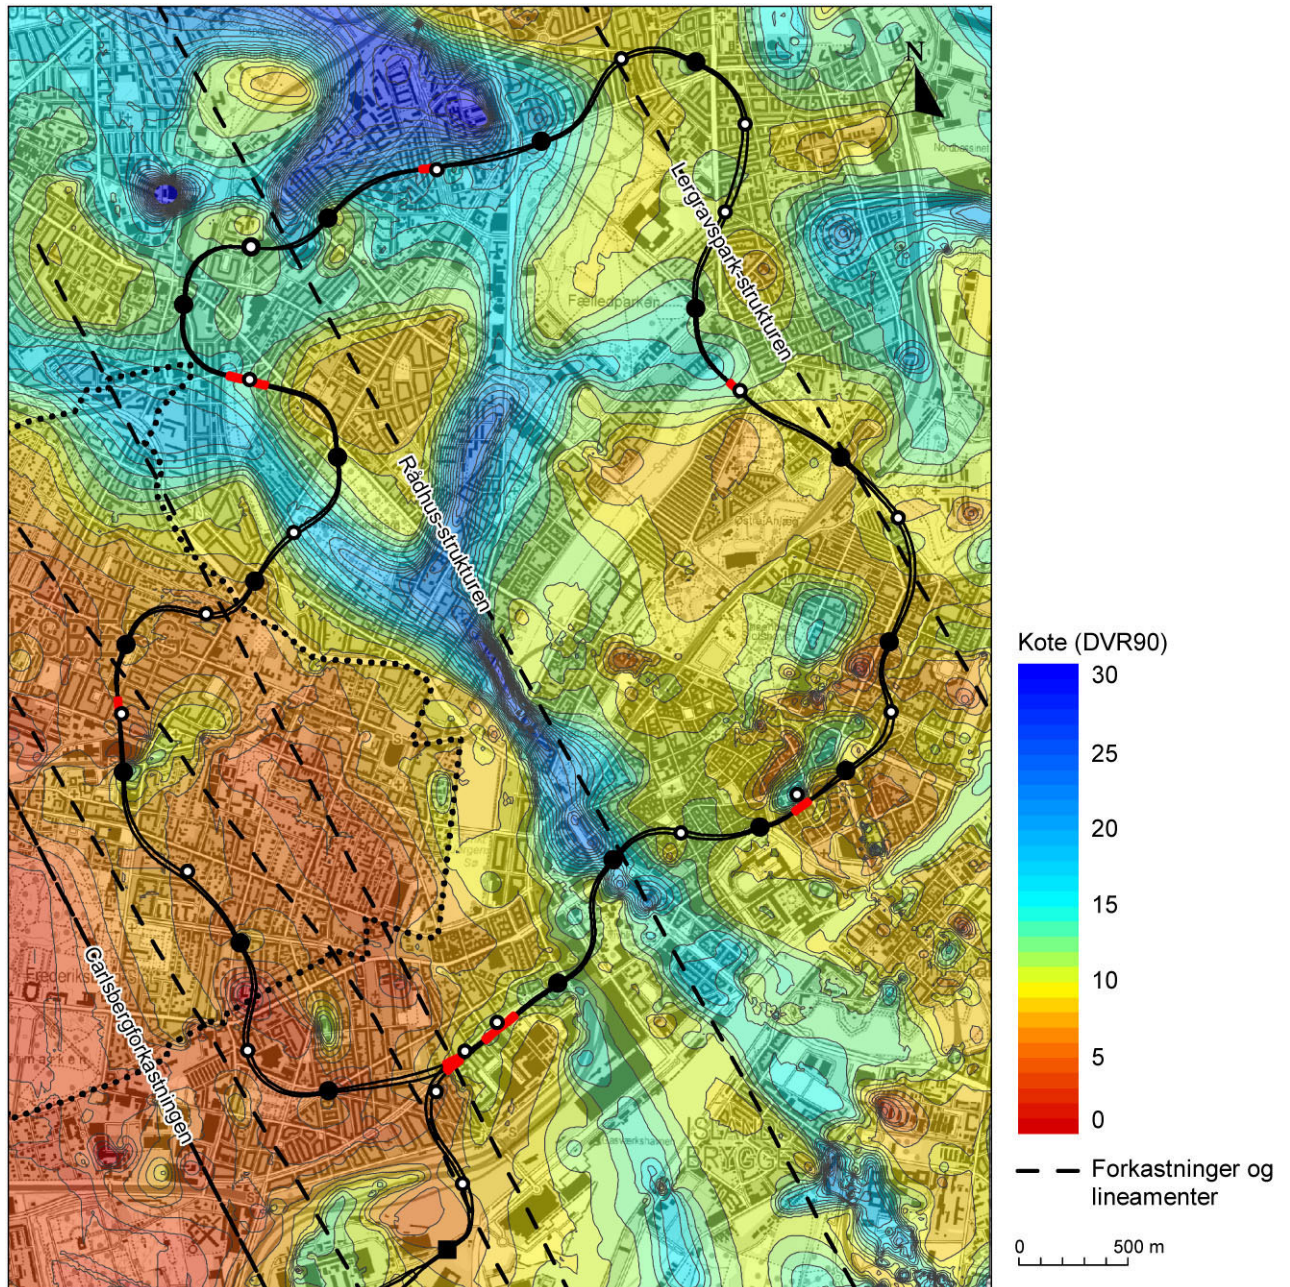 N
Nordbassinet
Lergravspark-strukturen
Fælledparken
Rådhus-strukturen
Carlsbergforkastningen
ISLANDS
BRYGGE
Kote (DVR90)
30
25
20
15
10
5
0
Forkastninger og
lineamenter
0 500 m